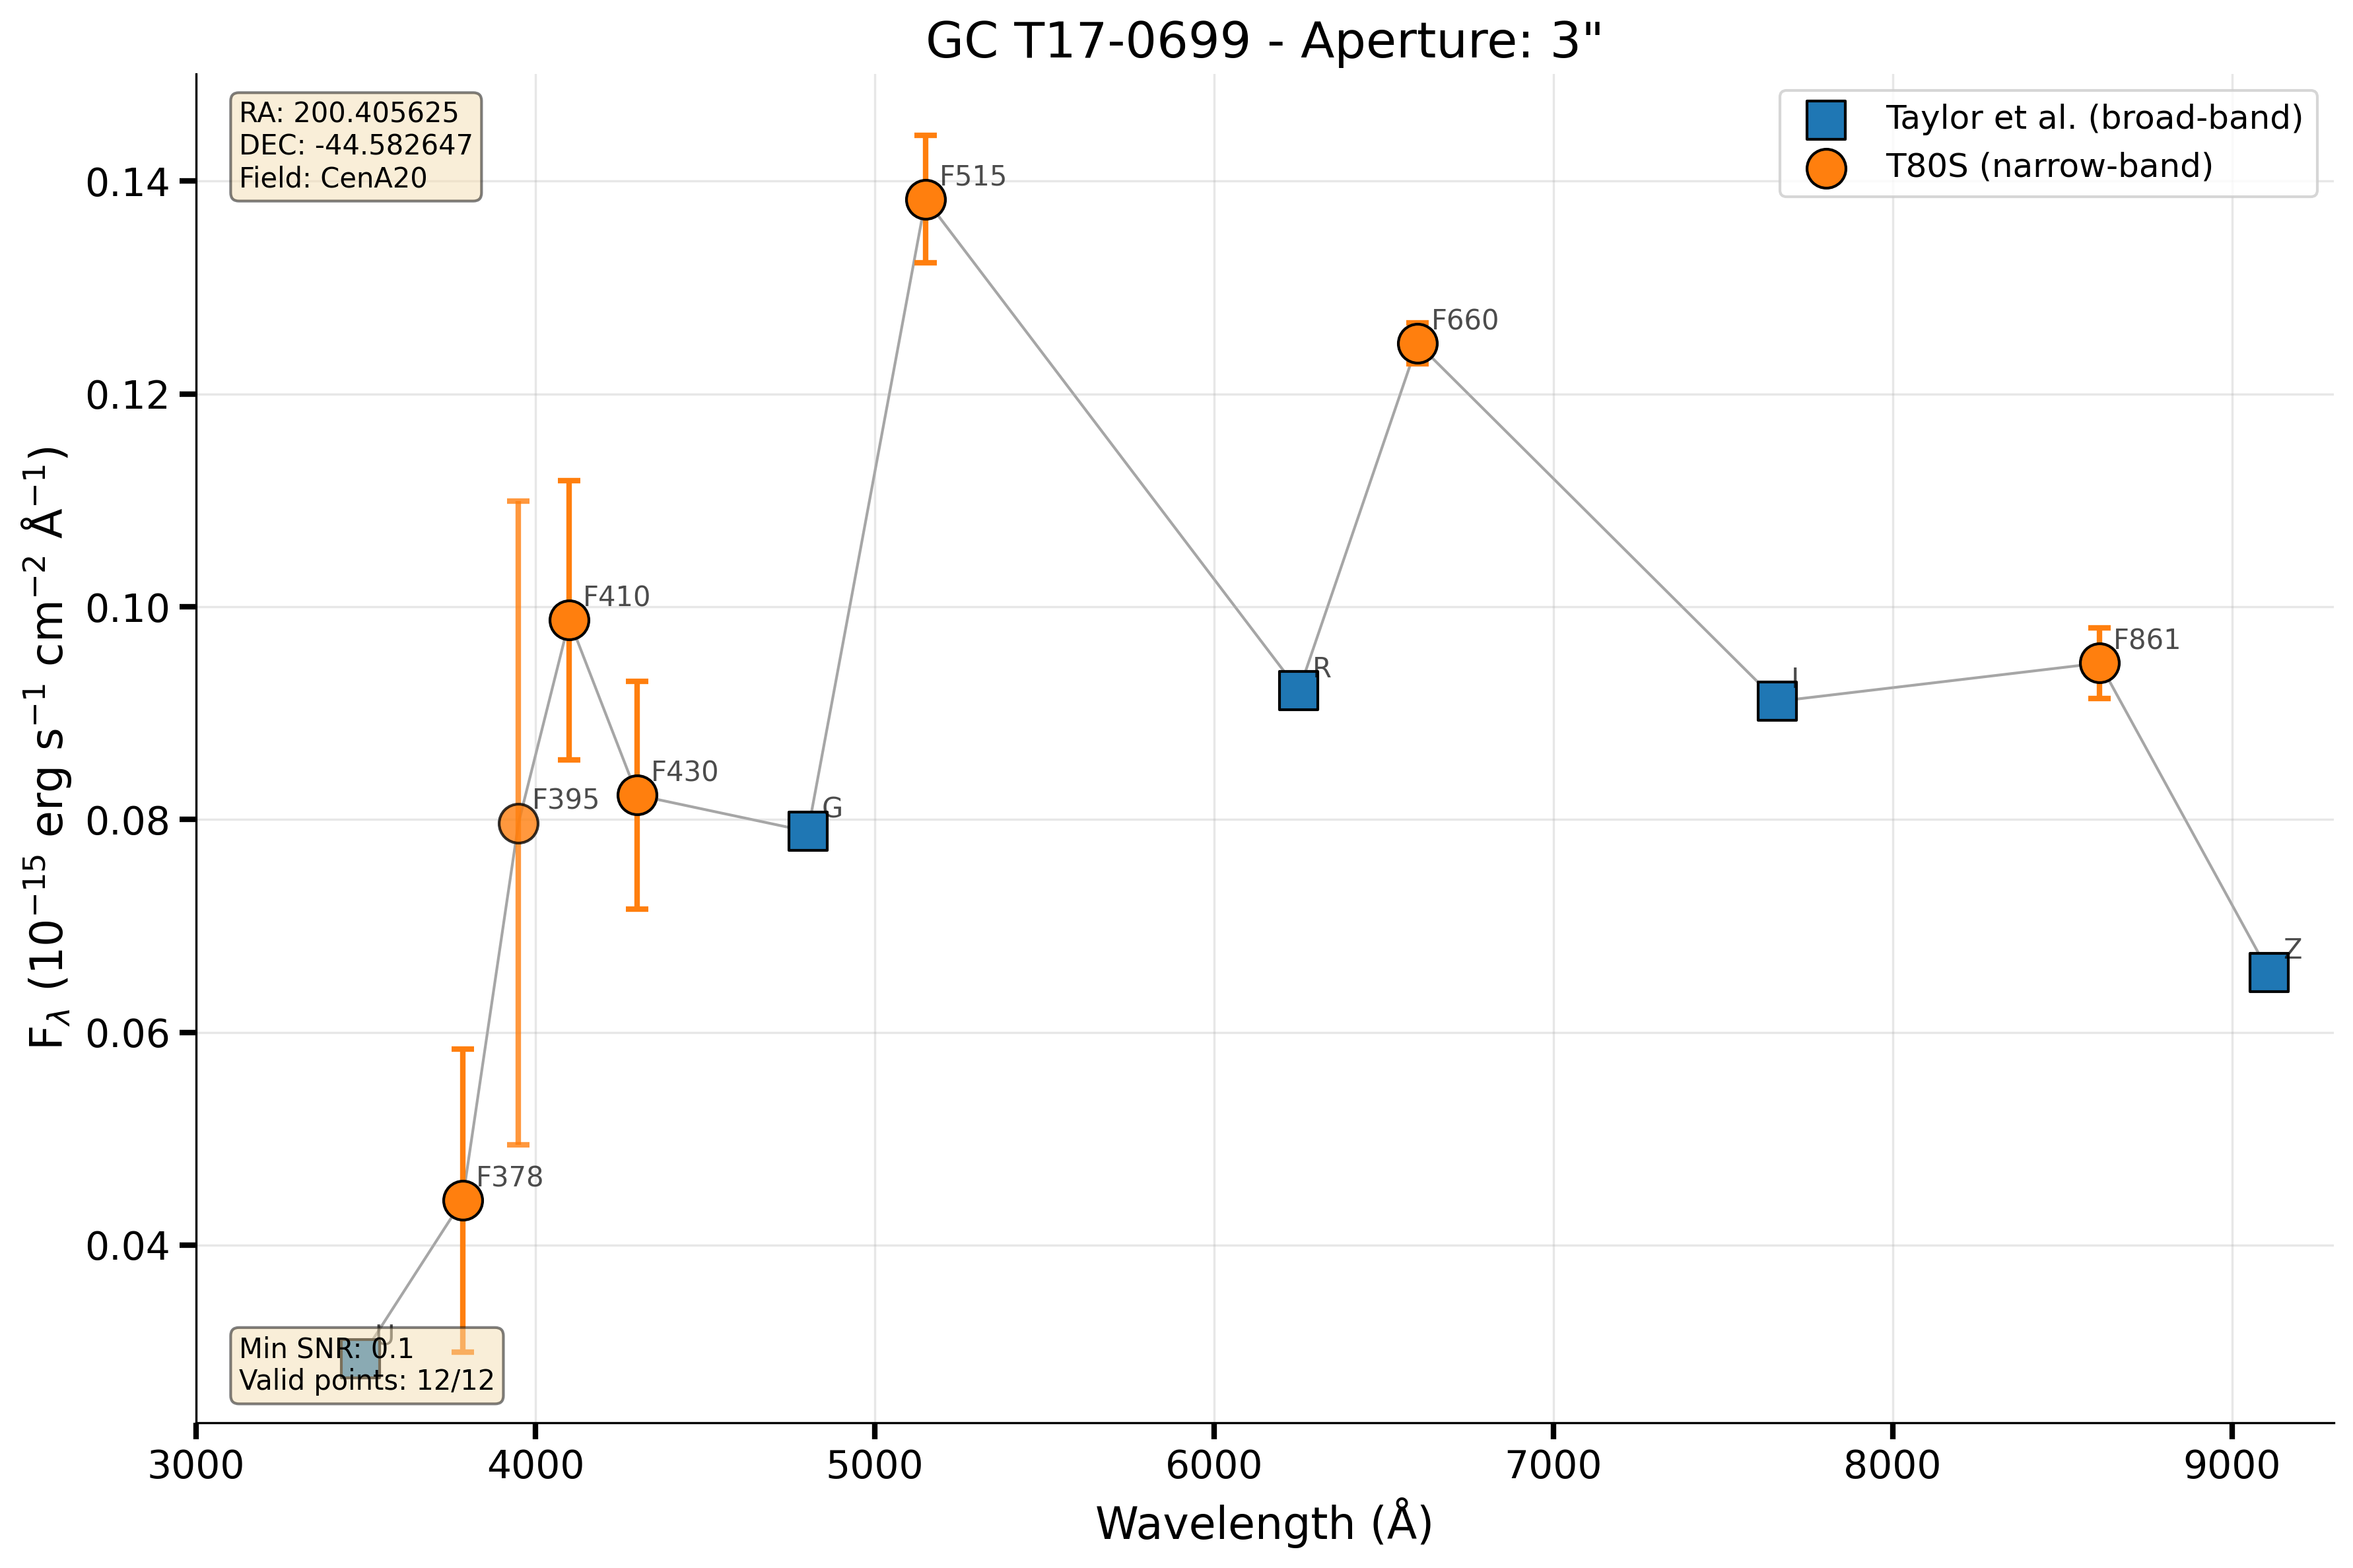 GC T17-0699 - Aperture: 3"
RA: 200.405625
DEC: -44.582647
Field: CenA20
Taylor et al. (broad-band)
T80S (narrow-band)
F515
F660
F410
R
I
F861
F430
F395
G
Z
F378
U
Min SNR: 0.1
Valid points: 12/12
0.14
0.12
0.10
0.08
0.06
0.04
F_λ (10⁻¹⁵ erg s⁻¹ cm⁻² Å⁻¹)
3000 4000 5000 6000 7000 8000 9000
Wavelength (Å)